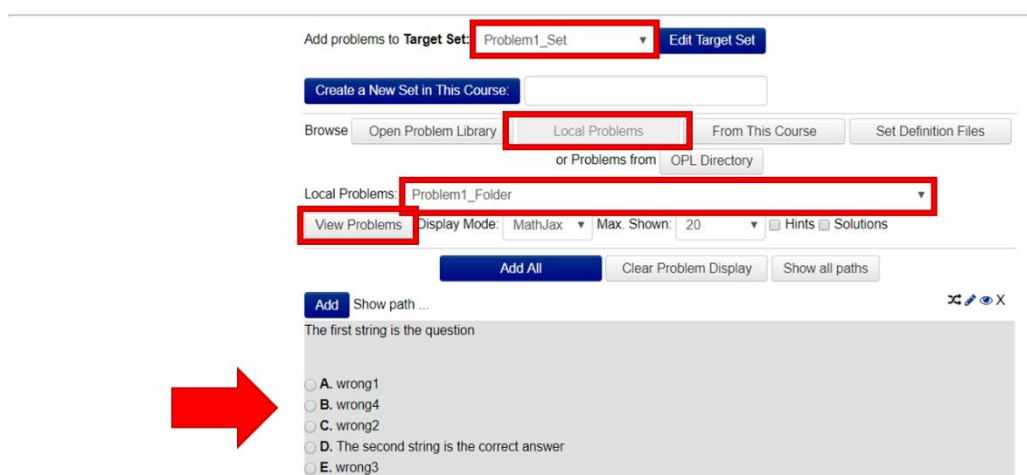 Add problems to Target Set: Problem1_Set Edit Target Set
Create a New Set in This Course:
Browse Open Problem Library Local Problems From This Course Set Definition Files
or Problems from OPL Directory
Local Problems: Problem1_Folder
View Problems Display Mode: MathJax Max. Shown: 20 Hints Solutions
Add All Clear Problem Display Show all paths
Add Show path ... X
The first string is the question
A. wrong1
B. wrong4
C. wrong2
D. The second string is the correct answer
E. wrong3